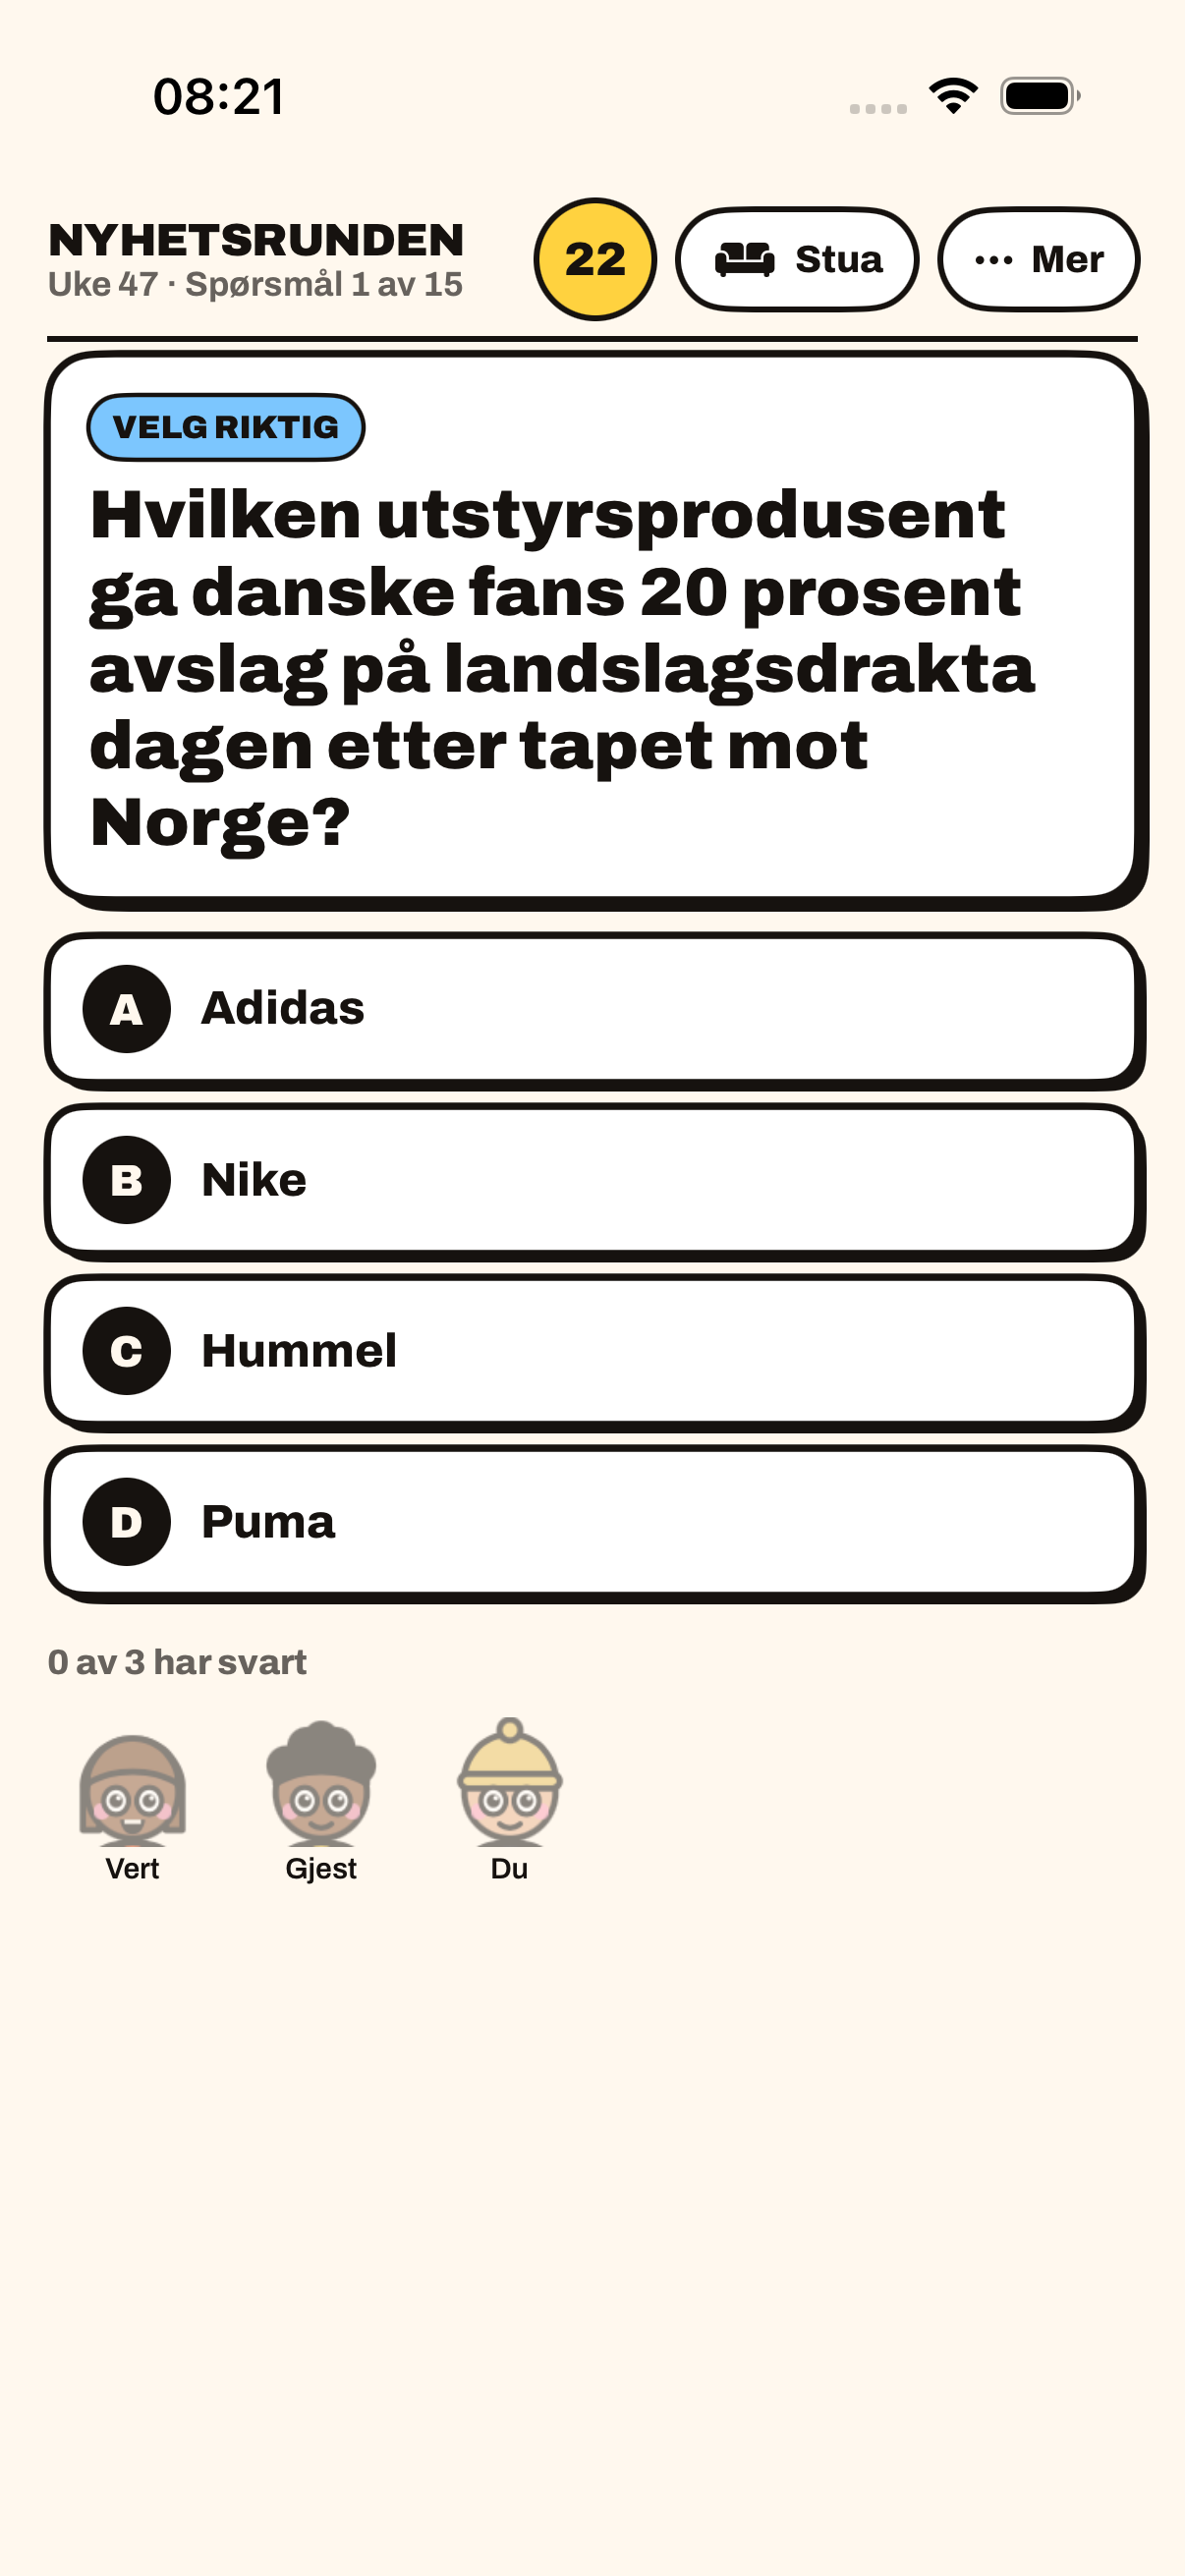 08:21
NYHETSRUNDEN
Uke 47 · Spørsmål 1 av 15
22
Stua
··· Mer
VELG RIKTIG
Hvilken utstyrsprodusent
ga danske fans 20 prosent
avslag på landslagsdrakta
dagen etter tapet mot
Norge?
A Adidas
B Nike
C Hummel
D Puma
0 av 3 har svart
Vert
Gjest
Du